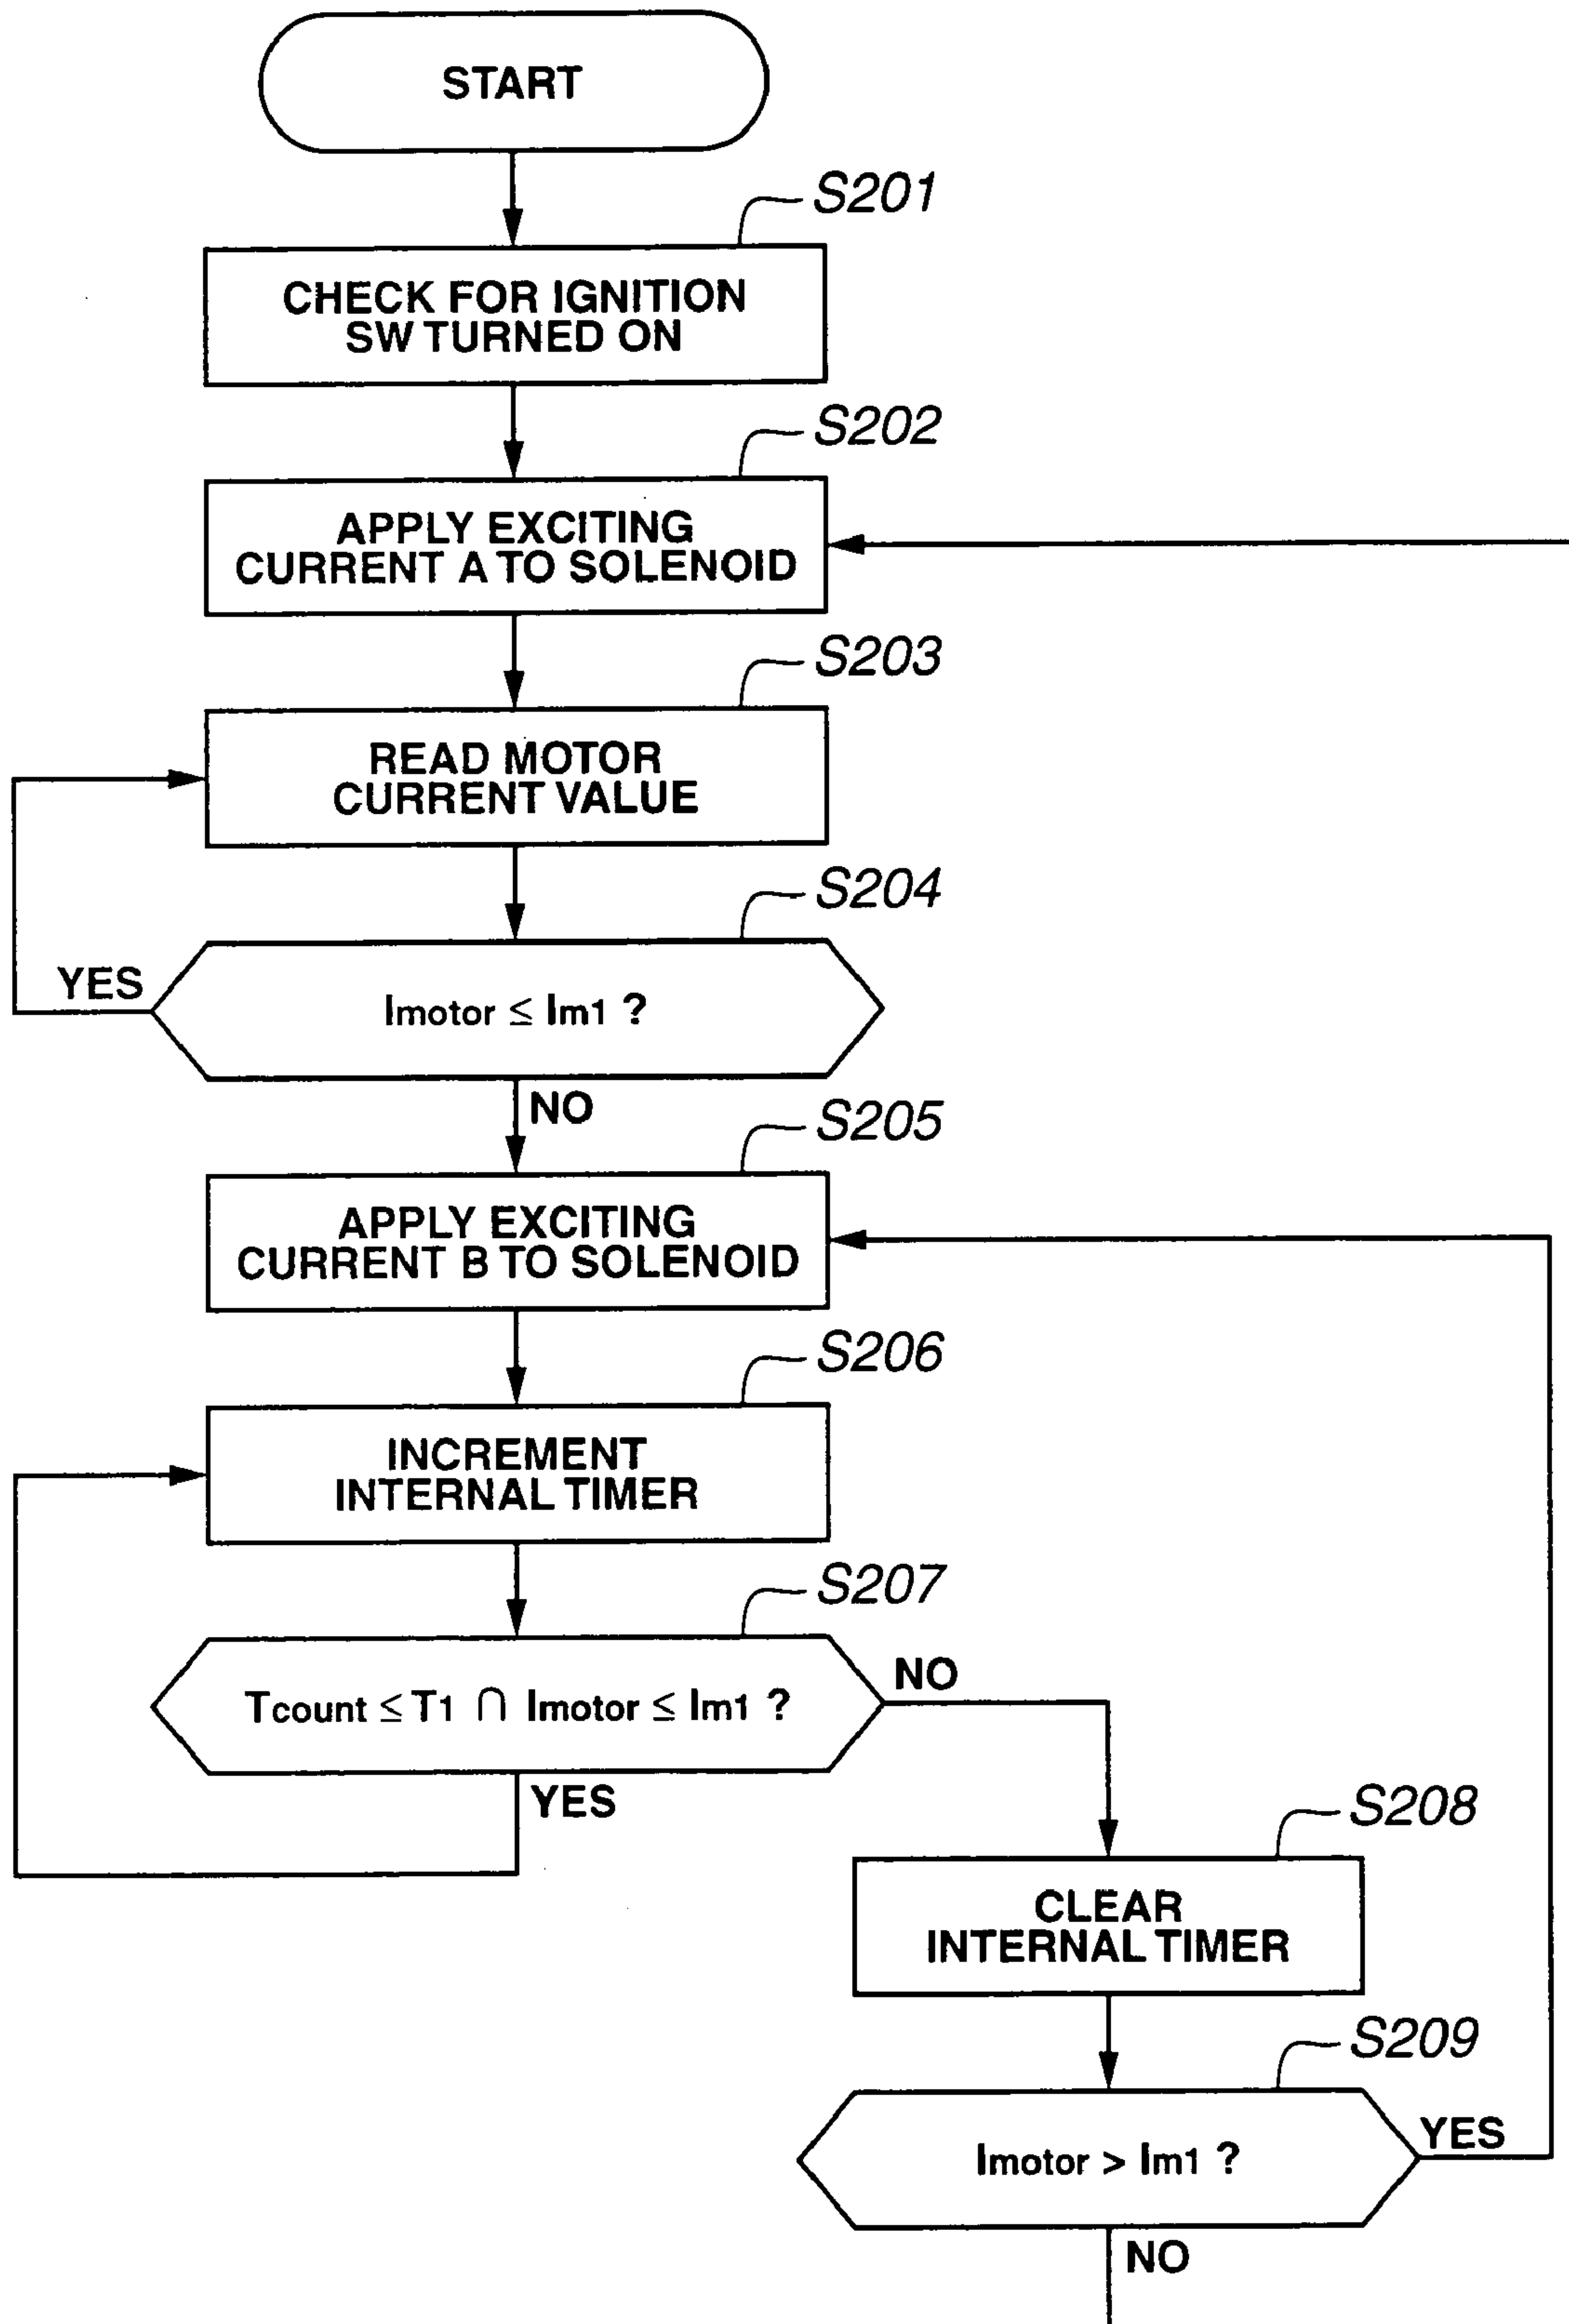 START
S201
CHECK FOR IGNITION
SW TURNED ON
S202
APPLY EXCITING
CURRENT A TO SOLENOID
S203
READ MOTOR
CURRENT VALUE
S204
YES
Imotor ≤ Im1 ?
NO
S205
APPLY EXCITING
CURRENT B TO SOLENOID
S206
INCREMENT
INTERNAL TIMER
S207
NO
Tcount ≤ T1 ∩ Imotor ≤ Im1 ?
YES
S208
CLEAR
INTERNAL TIMER
S209
YES
Imotor > Im1 ?
NO